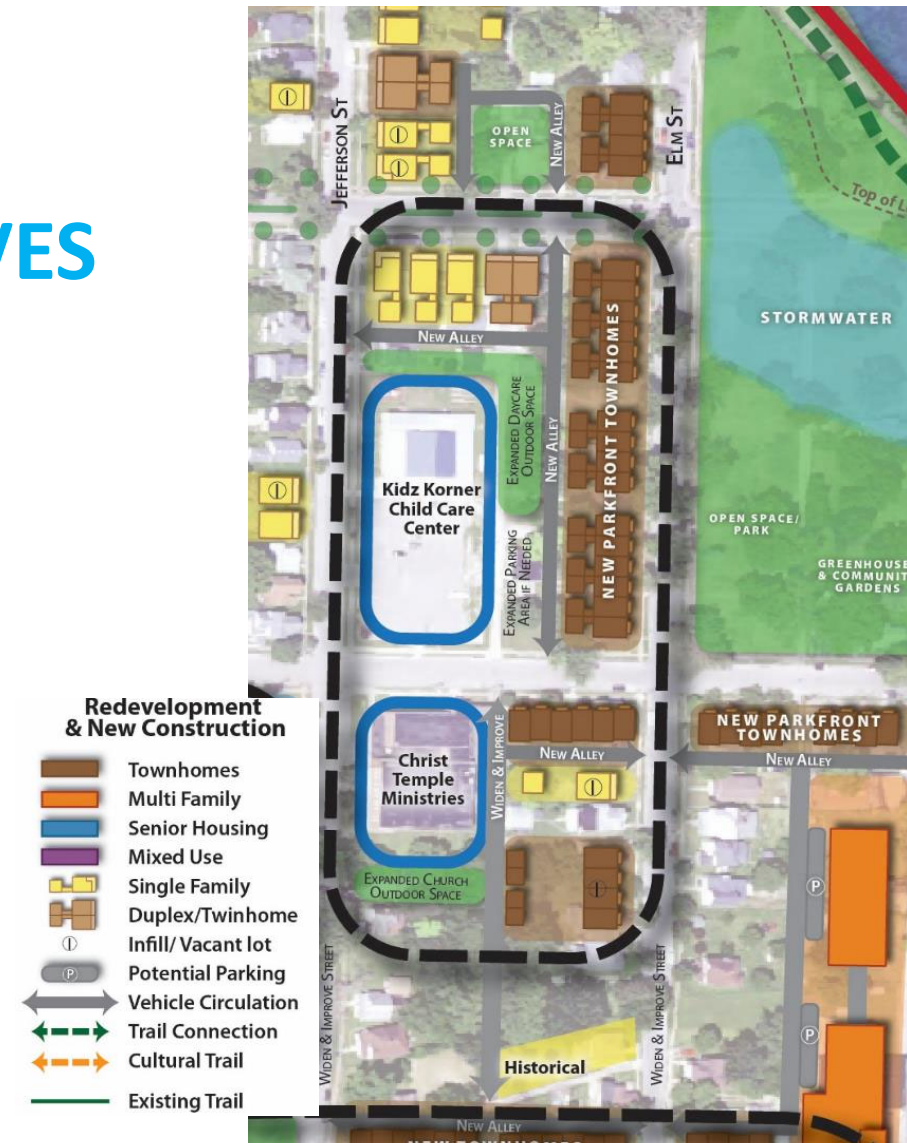 VES
JEFFERSON ST
OPEN
SPACE
NEW ALLEY
ELM ST
Top of
STORMWATER
NEW ALLEY
NEW PARKFRONT TOWNHOMES
EXPANDED DAYCARE
OUTDOOR SPACE
NEW ALLEY
Kidz Korner
Child Care
Center
EXPANDED PARKING
AREA IF NEEDED
OPEN SPACE/
PARK
GREENHOUSE
& COMMUNIT
GARDENS
Redevelopment
& New Construction
Townhomes
Multi Family
Senior Housing
Mixed Use
Single Family
Duplex/Twinhome
Infill/ Vacant lot
P
Potential Parking
Vehicle Circulation
Trail Connection
Cultural Trail
Existing Trail
Christ
Temple
Ministries
WIDEN & IMPROVE
NEW ALLEY
NEW PARKFRONT
TOWNHOMES
NEW ALLEY
EXPANDED CHURCH
OUTDOOR SPACE
P
P
WIDEN & IMPROVE STREET
WIDEN & IMPROVE STREET
Historical
NEW ALLEY
NEW TOWNHOMES